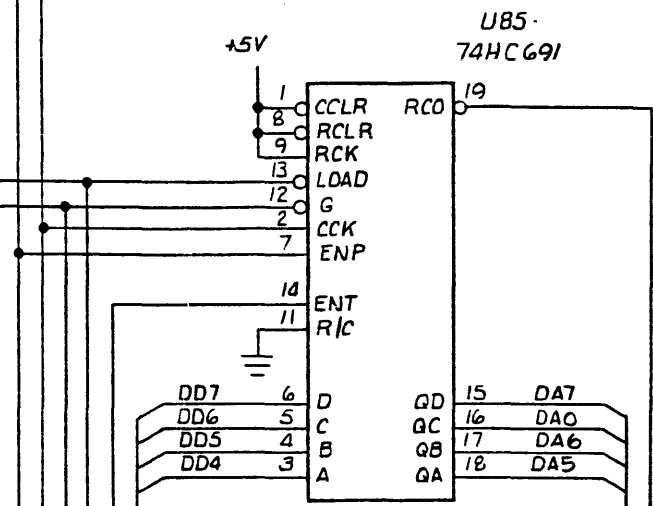 U85.
74HC691
+5V
1 CCLR RCO 19
8 RCLR
9 RCK
13 LOAD
12 G
2 CCK
7 ENP
14 ENT
11 R/C
DD7 6 D QD 15 DA7
DD6 5 C QC 16 DA0
DD5 4 B QB 17 DA6
DD4 3 A QA 18 DA5